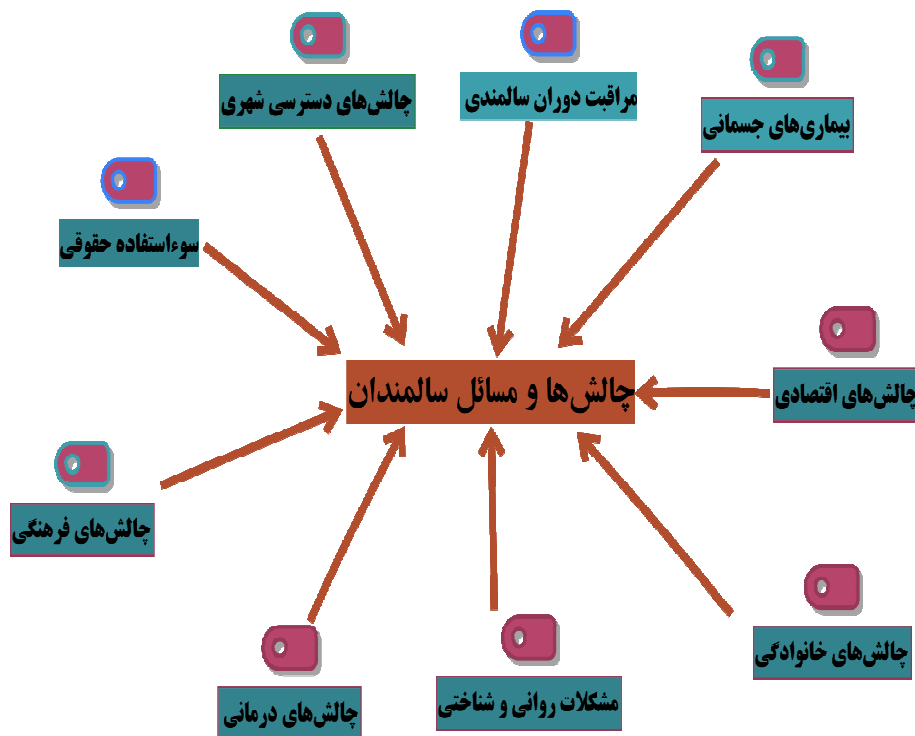 چالش‌های دسترسی شهری
مراقبت دوران سالمندی
بیماری‌های جسمانی
سوءاستفاده حقوقی
چالش‌ها و مسائل سالمندان
چالش‌های اقتصادی
چالش‌های فرهنگی
چالش‌های خانوادگی
چالش‌های درمانی
مشکلات روانی و شناختی